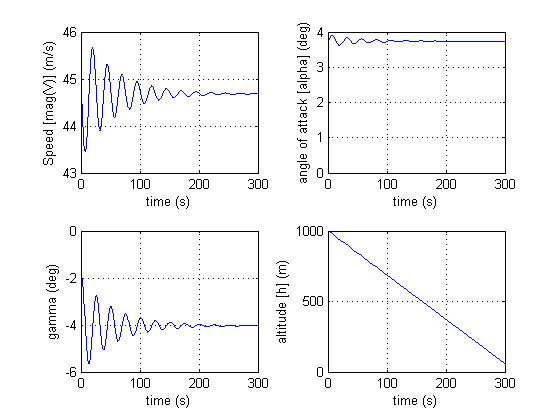 46
45
44
43
Speed [mag(V)] (m/s)
0 100 200 300
time (s)
4
3
2
1
0
angle of attack [alpha] (deg)
0 100 200 300
time (s)
0
-2
-4
-6
gamma (deg)
0 100 200 300
time (s)
1000
500
0
altitude [h] (m)
0 100 200 300
time (s)